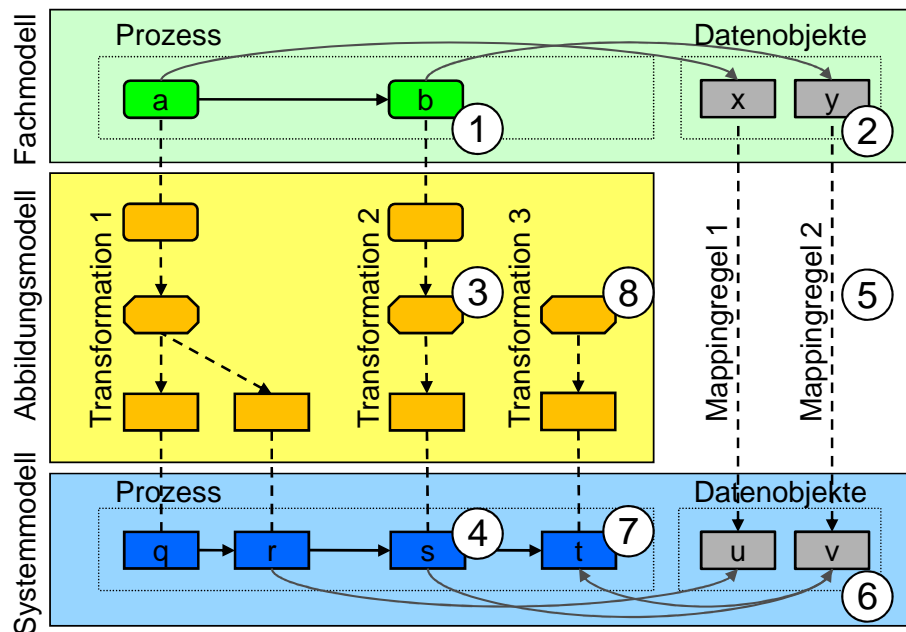 Fachmodell
Prozess
Datenobjekte
a
b
x
y
1
2
Abbildungsmodell
Transformation 1
Transformation 2
Transformation 3
3
8
Mappingregel 1
Mappingregel 2
5
Systemmodell
Prozess
Datenobjekte
q
r
s
4
t
7
u
v
6